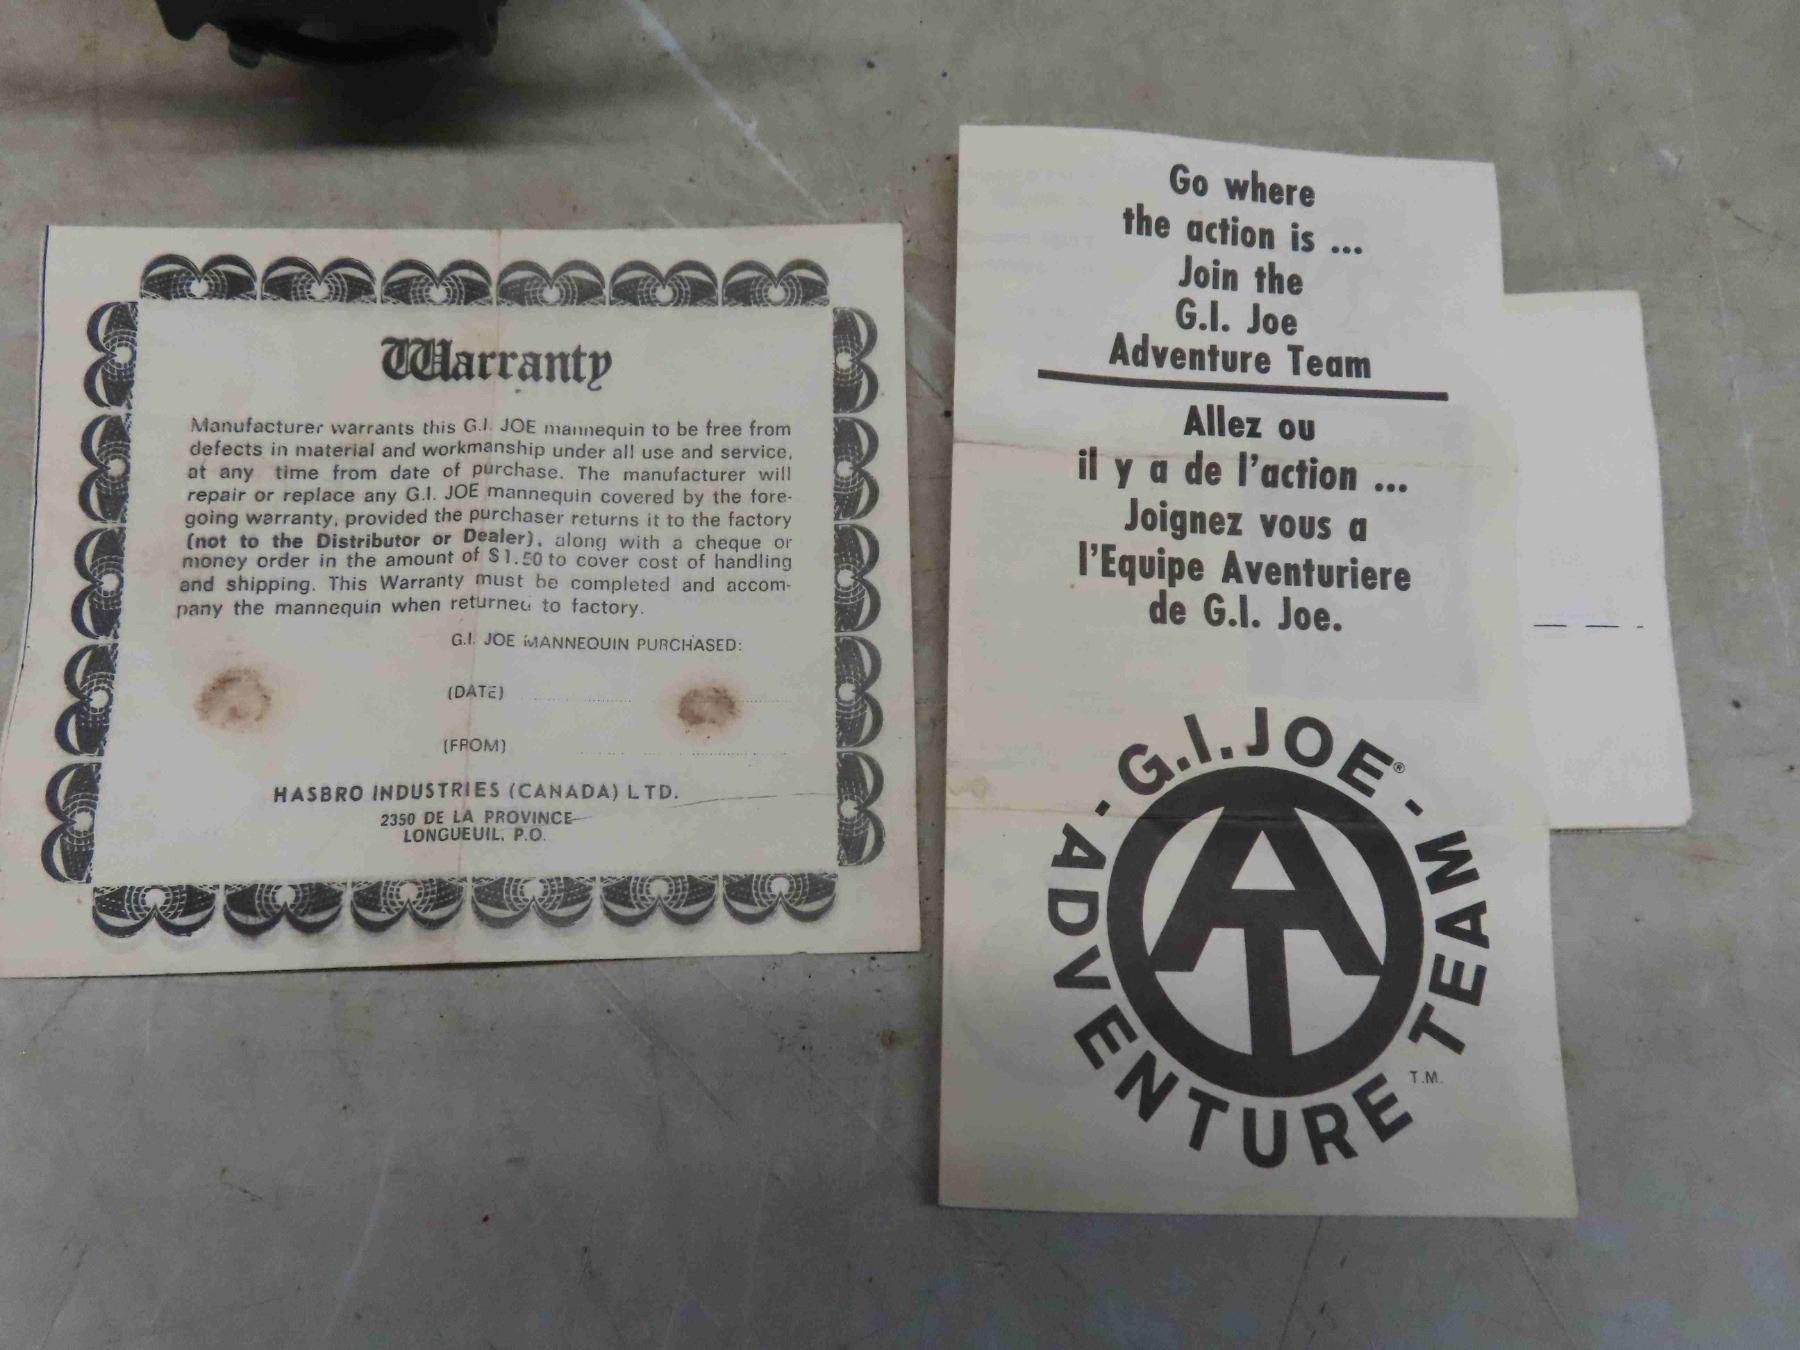 Warranty
Manufacturer warrants this G.I. JOE mannequin to be free from
defects in material and workmanship under all use and service,
at any time from date of purchase. The manufacturer will
repair or replace any G.I. JOE mannequin covered by the fore-
going warranty, provided the purchaser returns it to the factory
(not to the Distributor or Dealer), along with a cheque or
money order in the amount of $1.50 to cover cost of handling
and shipping. This Warranty must be completed and accom-
pany the mannequin when returned to factory.
G.I. JOE MANNEQUIN PURCHASED:
(DATE)
(FROM)
HASBRO INDUSTRIES (CANADA) LTD.
2350 DE LA PROVINCE
LONGUEUIL, P.Q.
Go where
the action is ...
Join the
G.I. Joe
Adventure Team
Allez ou
il y a de l'action ...
Joignez vous a
l'Equipe Aventuriere
de G.I. Joe.
G.I. JOE®
ADVENTURE TEAM
T.M.
AT